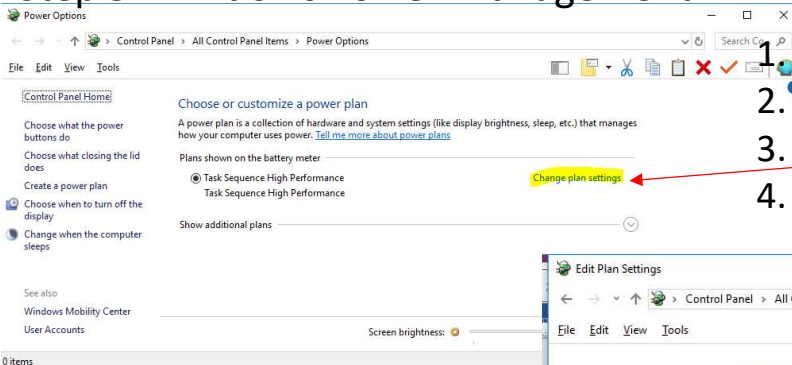 Power Options
Control Panel > All Control Panel Items > Power Options
File Edit View Tools
1.
2.
3.
4.
Control Panel Home
Choose what the power buttons do
Choose what closing the lid does
Create a power plan
Choose when to turn off the display
Change when the computer sleeps
See also
Windows Mobility Center
User Accounts
0 items
Choose or customize a power plan
A power plan is a collection of hardware and system settings (like display brightness, sleep, etc.) that manages
how your computer uses power. Tell me more about power plans
Plans shown on the battery meter
Task Sequence High Performance Change plan settings
Task Sequence High Performance
Show additional plans
Screen brightness:
Edit Plan Settings
Control Panel > All
File Edit View Tools